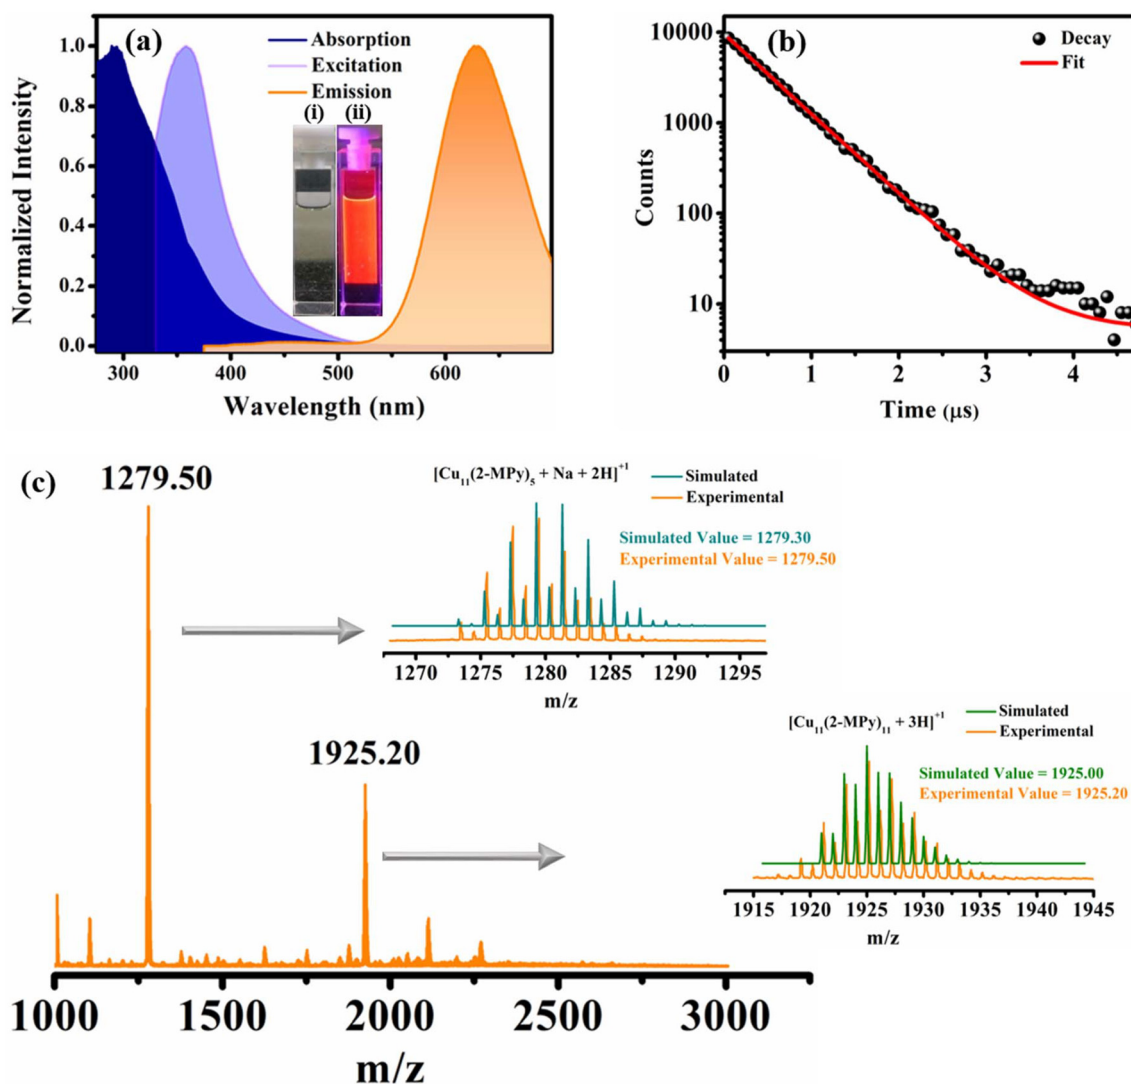 (a)
Absorption
Excitation
Emission
(i) (ii)
Normalized Intensity
1.0
0.8
0.6
0.4
0.2
0.0
300 400 500 600
Wavelength (nm)
(b)
Decay
Fit
Counts
10000
1000
100
10
0 1 2 3 4
Time (μs)
(c)
1279.50
[Cu₁₁(2-MPy)₅ + Na + 2H]⁺¹
Simulated
Experimental
Simulated Value = 1279.30
Experimental Value = 1279.50
1270 1275 1280 1285 1290 1295
m/z
1925.20
[Cu₁₁(2-MPy)₁₁ + 3H]⁺¹
Simulated
Experimental
Simulated Value = 1925.00
Experimental Value = 1925.20
1915 1920 1925 1930 1935 1940 1945
m/z
1000 1500 2000 2500 3000
m/z